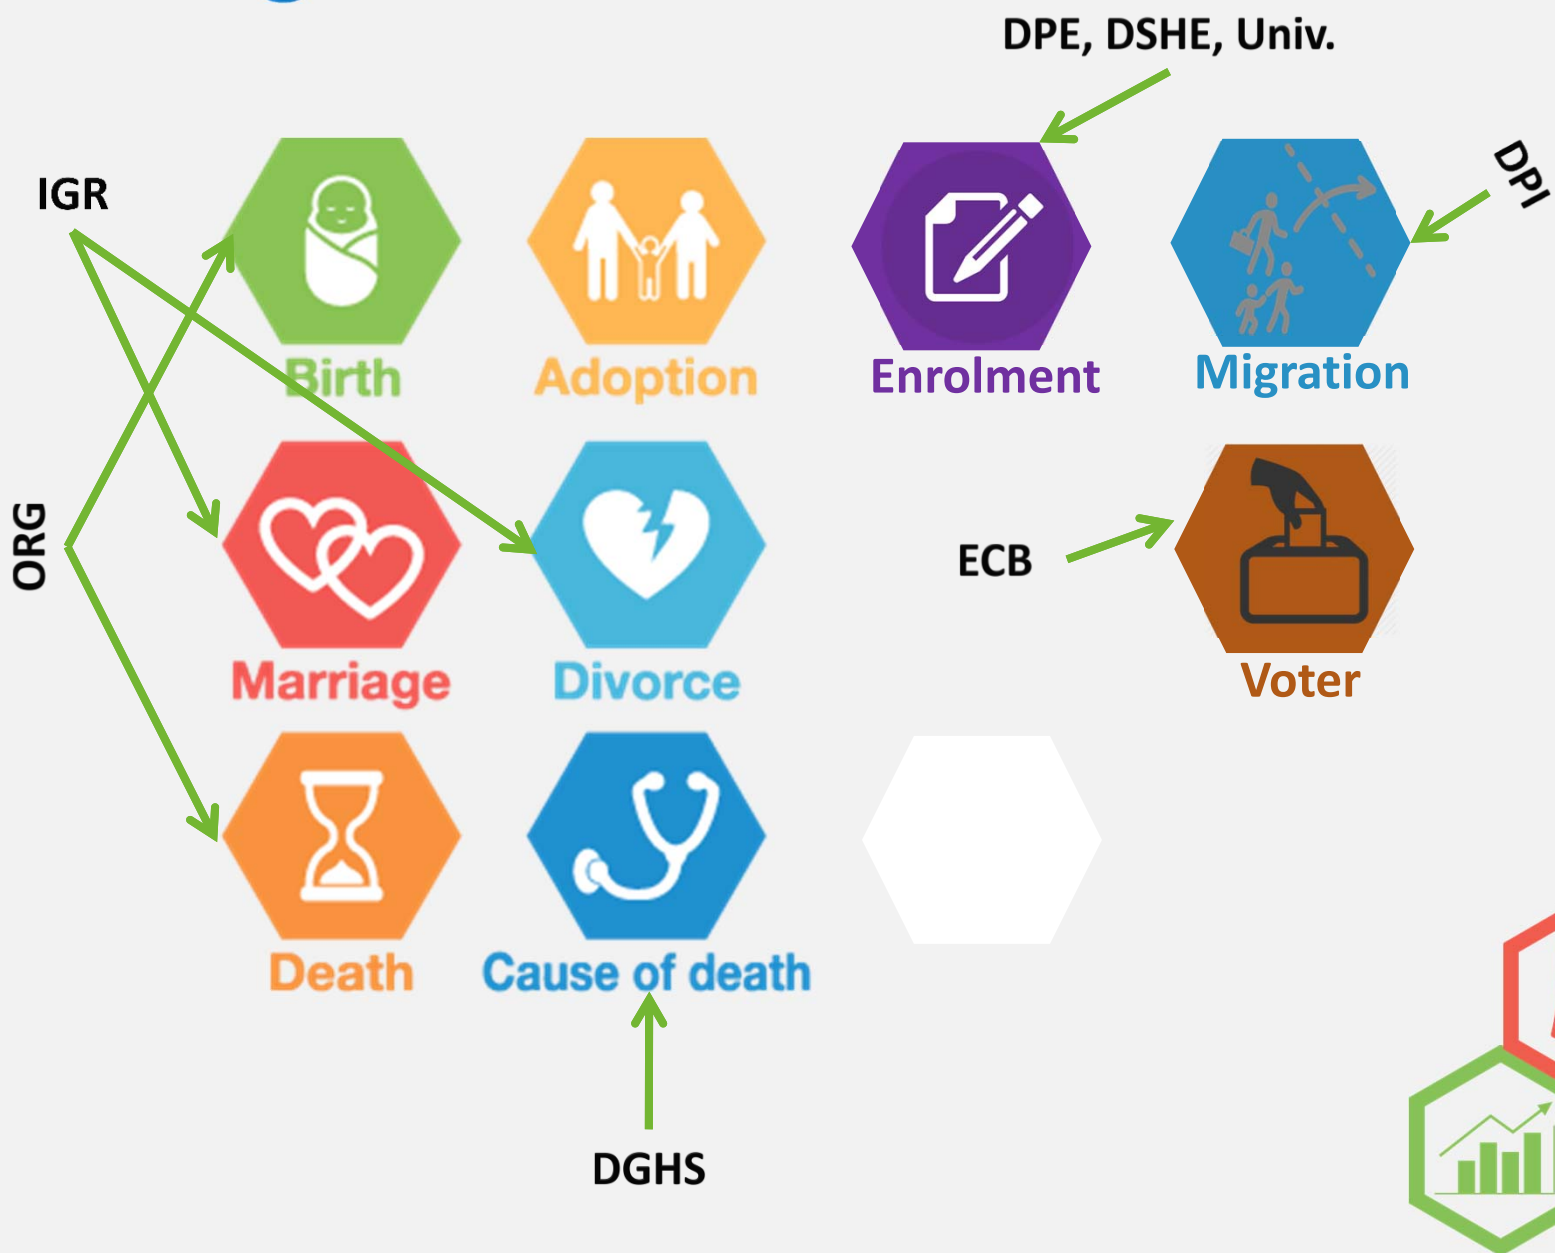 DPE, DSHE, Univ.
IGR
DPI
Birth
Adoption
Enrolment
Migration
ORG
ECB
Marriage
Divorce
Voter
Death
Cause of death
DGHS